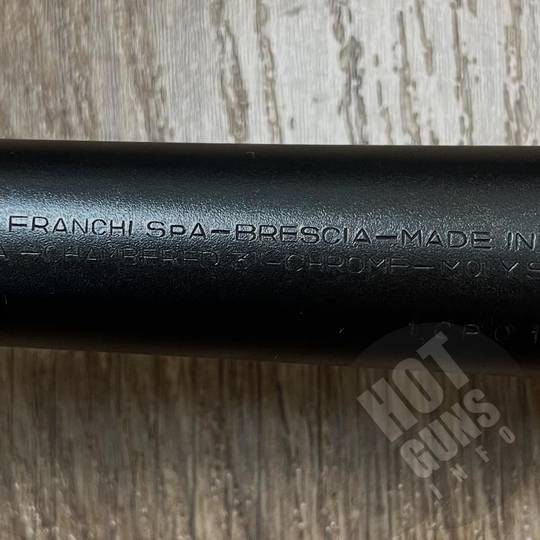 FRANCHI SPA-BRESCIA-MADE IN
A-CHAMBERED 3"-CHROME-MOLY S
HOT
GUNS
INFO